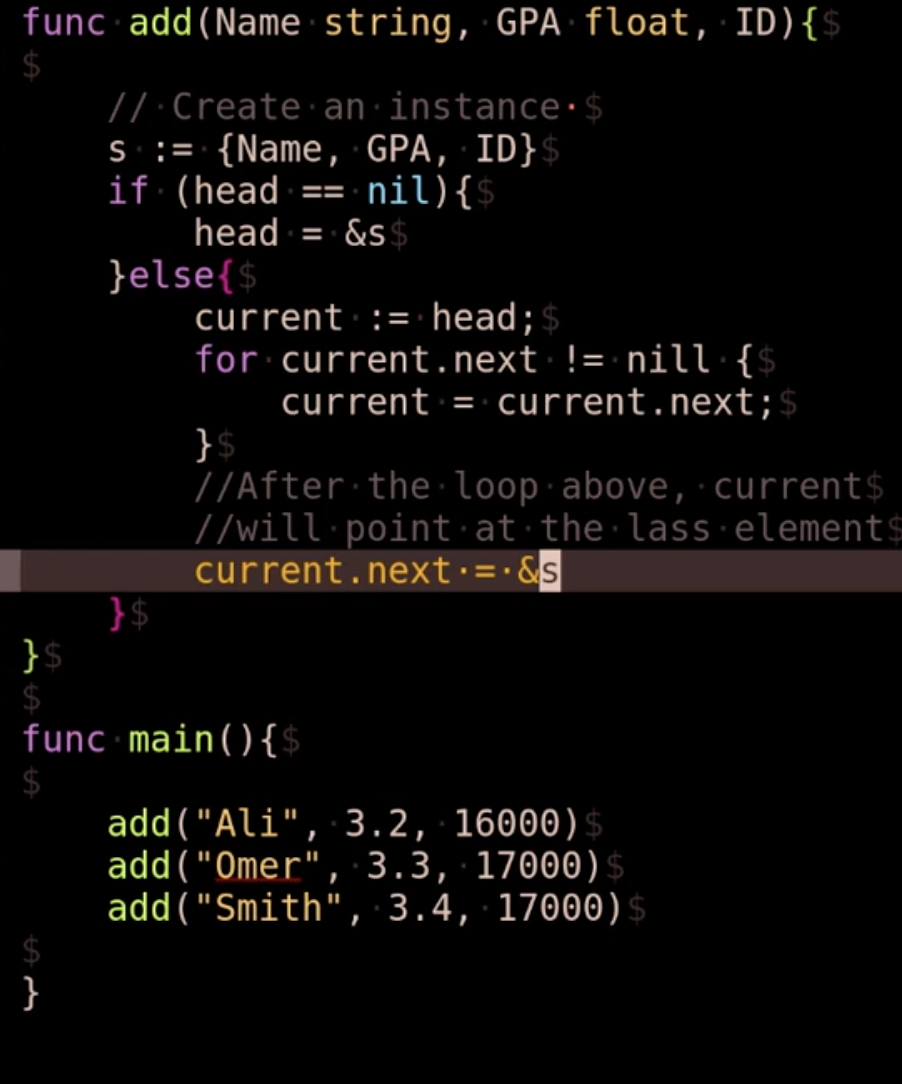 func add(Name string, GPA float, ID){$
$
// Create an instance·$
s := {Name, GPA, ID}$
if (head == nil){$
head = &s$
}else{$
current := head;$
for current.next != nill {$
current = current.next;$
}$
//After the loop above, current$
//will point at the lass element$
current.next·=·&s
}$
}$
$
func main(){$
$
add("Ali", 3.2, 16000)$
add("Omer", 3.3, 17000)$
add("Smith", 3.4, 17000)$
$
}